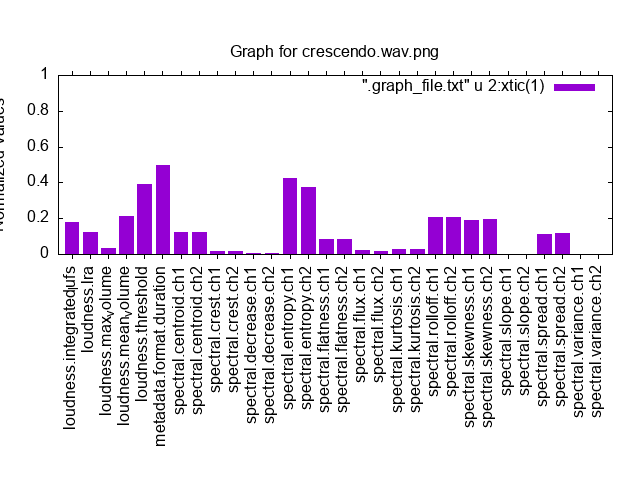 Graph for crescendo.wav.png
".graph_file.txt" u 2:xtic(1)
Normalized Values
1
0.8
0.6
0.4
0.2
0
loudness.integratedlufs
loudness.lra
loudness.maxvolume
loudness.meanvolume
loudness.threshold
metadata.format.duration
spectral.centroid.ch1
spectral.centroid.ch2
spectral.crest.ch1
spectral.crest.ch2
spectral.decrease.ch1
spectral.decrease.ch2
spectral.entropy.ch1
spectral.entropy.ch2
spectral.flatness.ch1
spectral.flatness.ch2
spectral.flux.ch1
spectral.flux.ch2
spectral.kurtosis.ch1
spectral.kurtosis.ch2
spectral.rolloff.ch1
spectral.rolloff.ch2
spectral.skewness.ch1
spectral.skewness.ch2
spectral.slope.ch1
spectral.slope.ch2
spectral.spread.ch1
spectral.spread.ch2
spectral.variance.ch1
spectral.variance.ch2